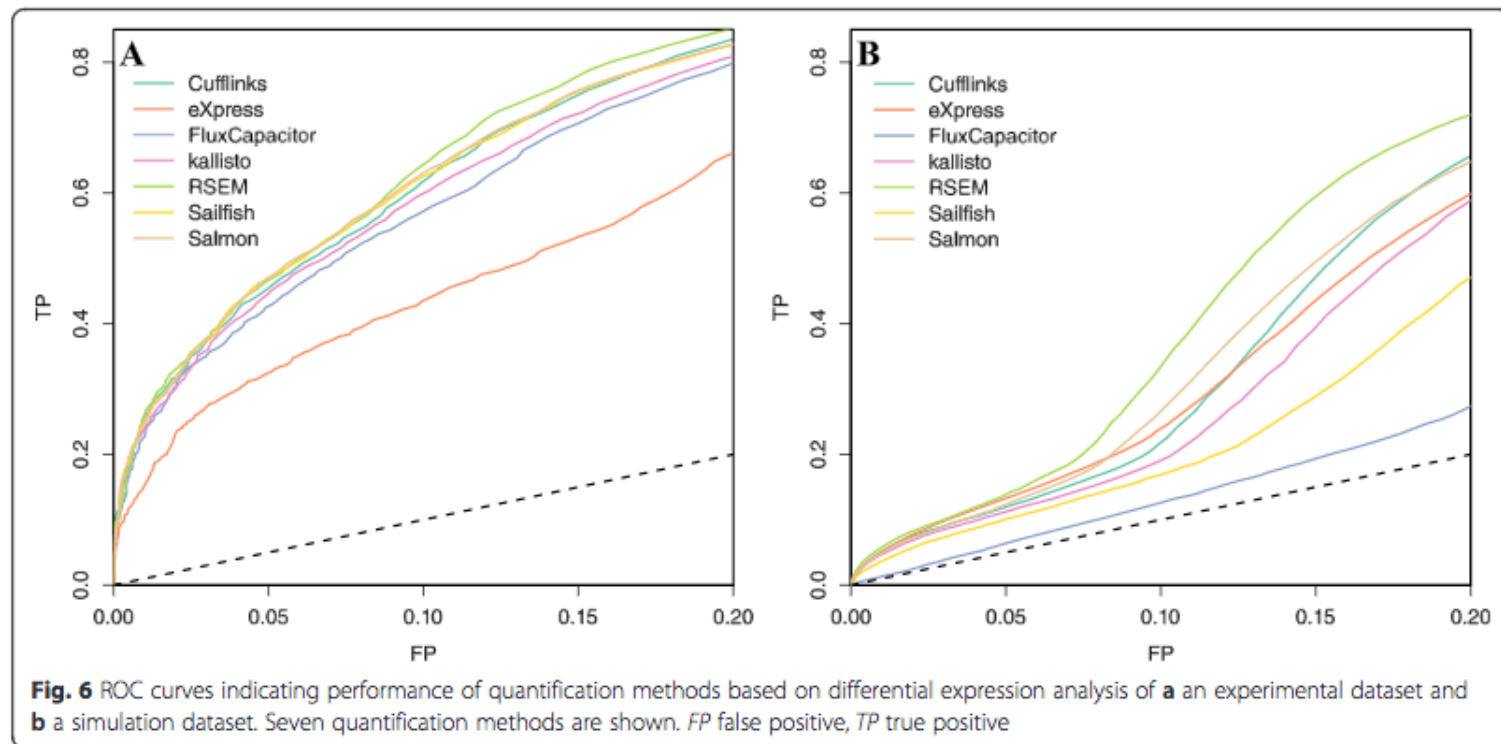 A
Cufflinks
eXpress
FluxCapacitor
kallisto
RSEM
Sailfish
Salmon
TP
0.8
0.6
0.4
0.2
0.0
0.00 0.05 0.10 0.15 0.20
FP
B
Cufflinks
eXpress
FluxCapacitor
kallisto
RSEM
Sailfish
Salmon
TP
0.8
0.6
0.4
0.2
0.0
0.00 0.05 0.10 0.15 0.20
FP
Fig. 6 ROC curves indicating performance of quantification methods based on differential expression analysis of a an experimental dataset and
b a simulation dataset. Seven quantification methods are shown. FP false positive, TP true positive